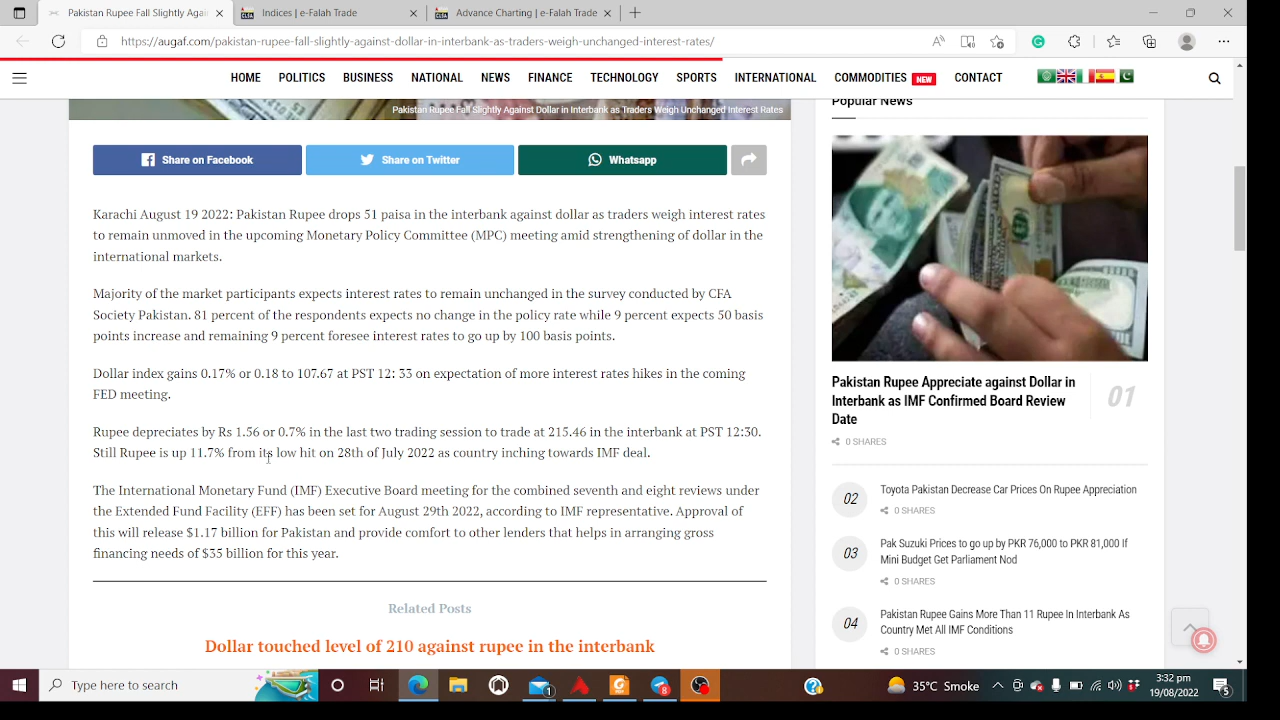 Pakistan Rupee Fall Slightly Again
Indices | e-Falah Trade
Advance Charting | e-Falah Trade
https://augaf.com/pakistan-rupee-fall-slightly-against-dollar-in-interbank-as-traders-weigh-unchanged-interest-rates/
HOME POLITICS BUSINESS NATIONAL NEWS FINANCE TECHNOLOGY SPORTS INTERNATIONAL COMMODITIES NEW CONTACT
Pakistan Rupee Fall Slightly Against Dollar in Interbank as Traders Weigh Unchanged Interest Rates
Share on Facebook
Share on Twitter
Whatsapp
Karachi August 19 2022: Pakistan Rupee drops 51 paisa in the interbank against dollar as traders weigh interest rates
to remain unmoved in the upcoming Monetary Policy Committee (MPC) meeting amid strengthening of dollar in the
international markets.
Majority of the market participants expects interest rates to remain unchanged in the survey conducted by CFA
Society Pakistan. 81 percent of the respondents expects no change in the policy rate while 9 percent expects 50 basis
points increase and remaining 9 percent foresee interest rates to go up by 100 basis points.
Dollar index gains 0.17% or 0.18 to 107.67 at PST 12: 33 on expectation of more interest rates hikes in the coming
FED meeting.
Rupee depreciates by Rs 1.56 or 0.7% in the last two trading session to trade at 215.46 in the interbank at PST 12:30.
Still Rupee is up 11.7% from its low hit on 28th of July 2022 as country inching towards IMF deal.
The International Monetary Fund (IMF) Executive Board meeting for the combined seventh and eight reviews under
the Extended Fund Facility (EFF) has been set for August 29th 2022, according to IMF representative. Approval of
this will release $1.17 billion for Pakistan and provide comfort to other lenders that helps in arranging gross
financing needs of $35 billion for this year.
Related Posts
Dollar touched level of 210 against rupee in the interbank
Popular News
Pakistan Rupee Appreciate against Dollar in
Interbank as IMF Confirmed Board Review
Date
01
0 SHARES
02
Toyota Pakistan Decrease Car Prices On Rupee Appreciation
0 SHARES
03
Pak Suzuki Prices to go up by PKR 76,000 to PKR 81,000 If
Mini Budget Get Parliament Nod
0 SHARES
04
Pakistan Rupee Gains More Than 11 Rupee In Interbank As
Country Met All IMF Conditions
0 SHARES
Type here to search
35°C Smoke
3:32 pm
19/08/2022